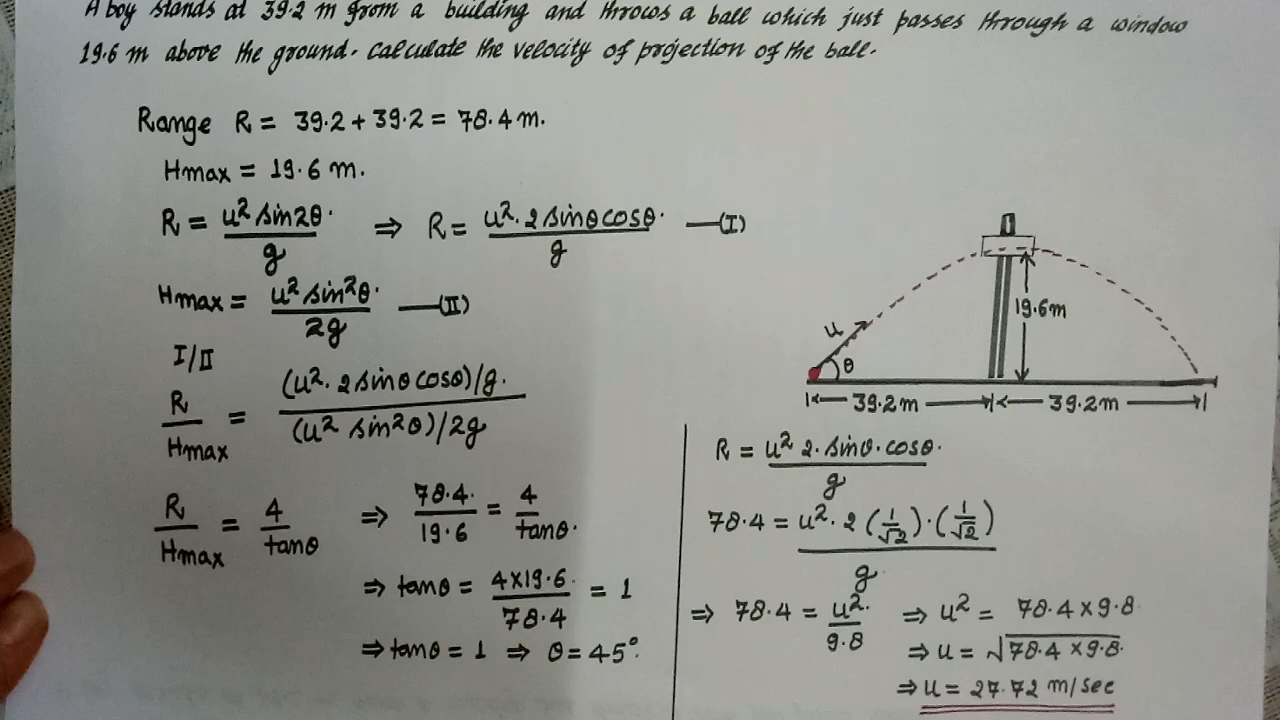 A boy stands at 39.2 m from a building and throws a ball which just passes through a window
19.6 m above the ground. calculate the velocity of projection of the ball.
Range R = 39.2 + 39.2 = 78.4 m.
Hmax = 19.6 m.
R = u² sin2θ / g ⇒ R = u². 2 sinθ cosθ / g —(I)
Hmax = u² sin²θ / 2g —(II)
I/II
R / Hmax = (u². 2 sinθ cosθ)/g / (u² sin²θ)/2g
R / Hmax = 4 / tanθ ⇒ 78.4 / 19.6 = 4 / tanθ.
⇒ tanθ = 4×19.6 / 78.4 = 1
⇒ tanθ = 1 ⇒ θ = 45°.
u
θ
19.6m
39.2m 39.2m
R = u² 2. sinθ. cosθ. / g
78.4 = u². 2 (1/√2).(1/√2) / g
⇒ 78.4 = u² / 9.8 ⇒ u² = 78.4 × 9.8
⇒ u = √78.4 × 9.8
⇒ u = 27.72 m/sec